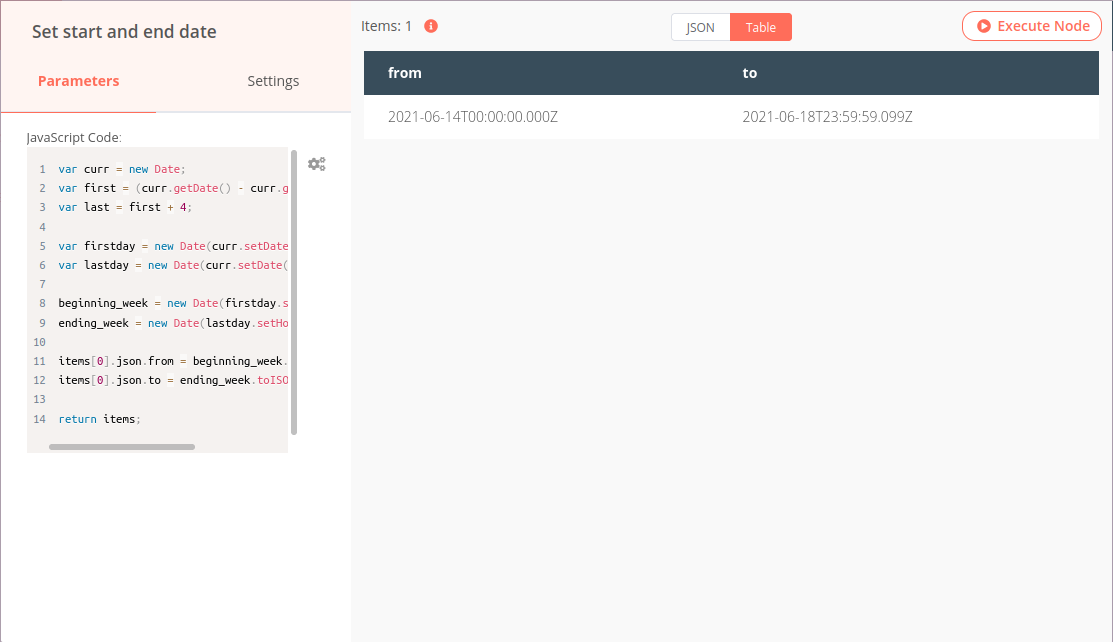 Set start and end date
Items: 1
JSON
Table
Execute Node
Parameters
Settings
from
to
2021-06-14T00:00:00.000Z
2021-06-18T23:59:59.099Z
JavaScript Code:
1 var curr = new Date;
2 var first = (curr.getDate() - curr.g
3 var last = first + 4;
4
5 var firstday = new Date(curr.setDate
6 var lastday = new Date(curr.setDate(
7
8 beginning_week = new Date(firstday.s
9 ending_week = new Date(lastday.setHo
10
11 items[0].json.from = beginning_week.
12 items[0].json.to = ending_week.toISO
13
14 return items;